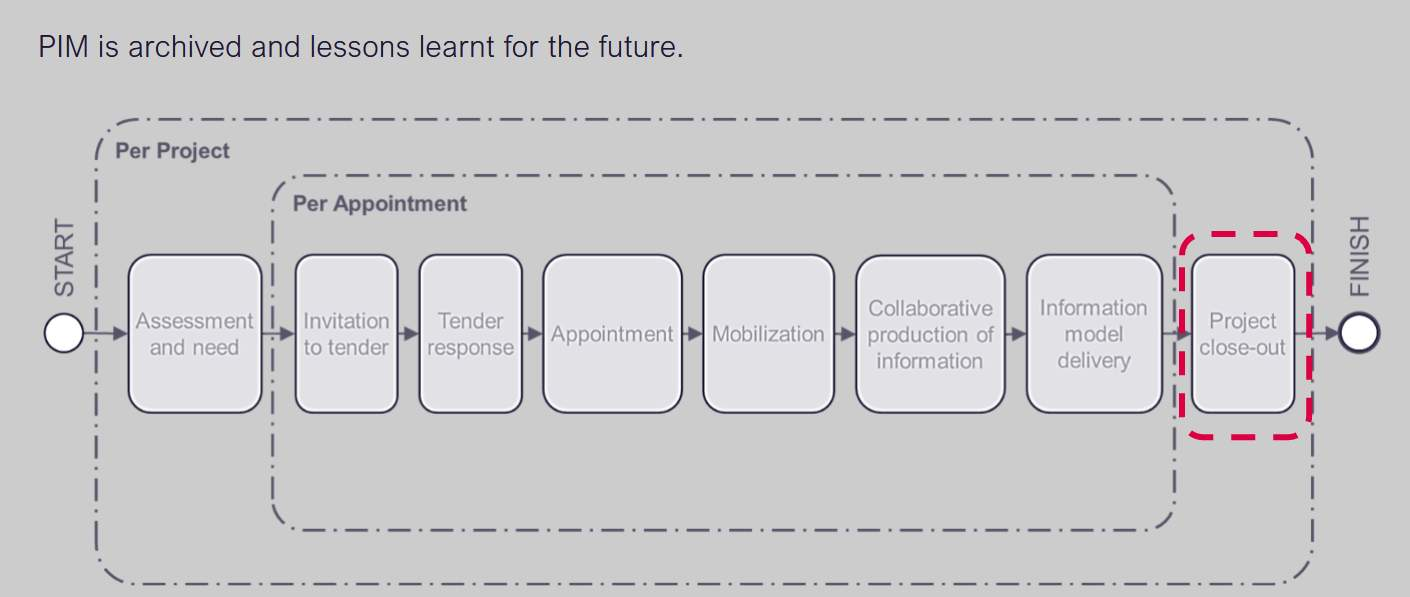 PIM is archived and lessons learnt for the future.
Per Project
Per Appointment
START
Assessment
and need
Invitation
to tender
Tender
response
Appointment
Mobilization
Collaborative
production of
information
Information
model
delivery
Project
close-out
FINISH